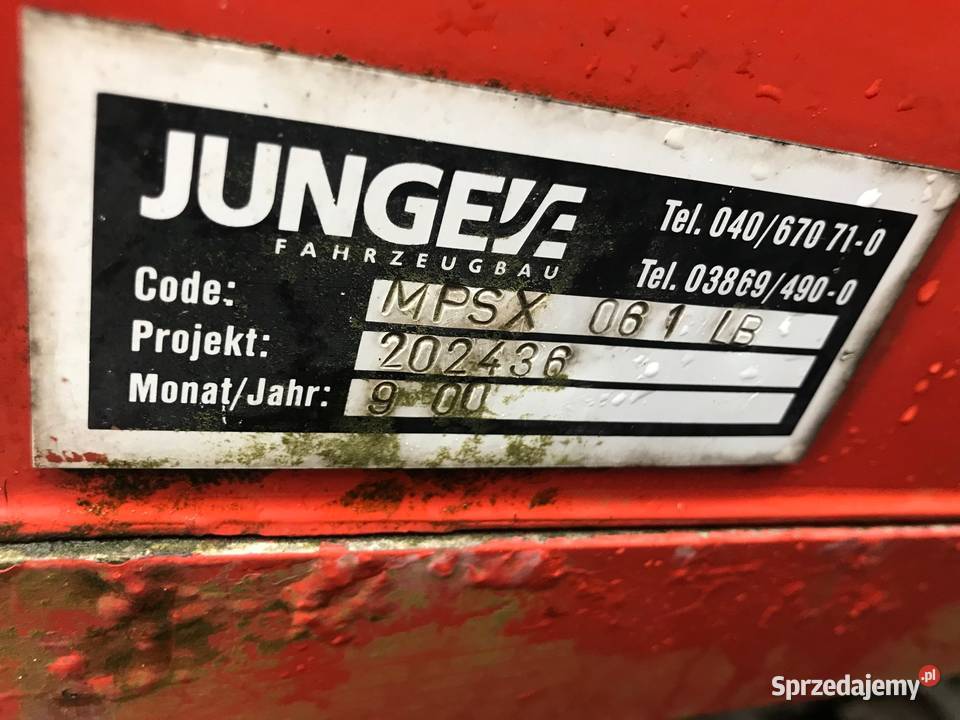 JUNGE
FAHRZEUGBAU
Tel. 040/670 71-0
Tel. 03869/490-0
Code: MPSX 061 LB
Projekt: 202436
Monat/Jahr: 9 00
Sprzedajemy.pl